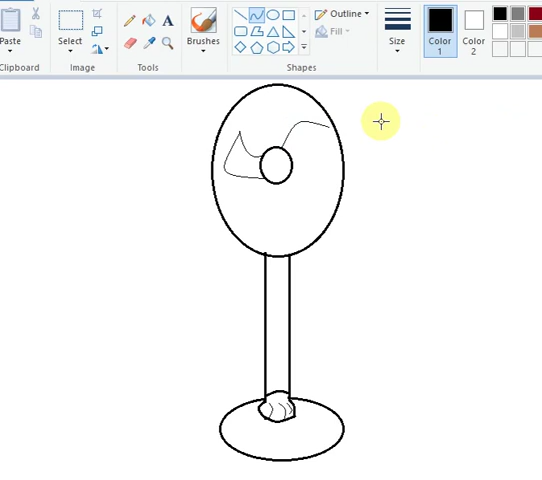 Paste
Select
A
Brushes
Outline
Fill
Size
Color
1
Color
2
Clipboard
Image
Tools
Shapes